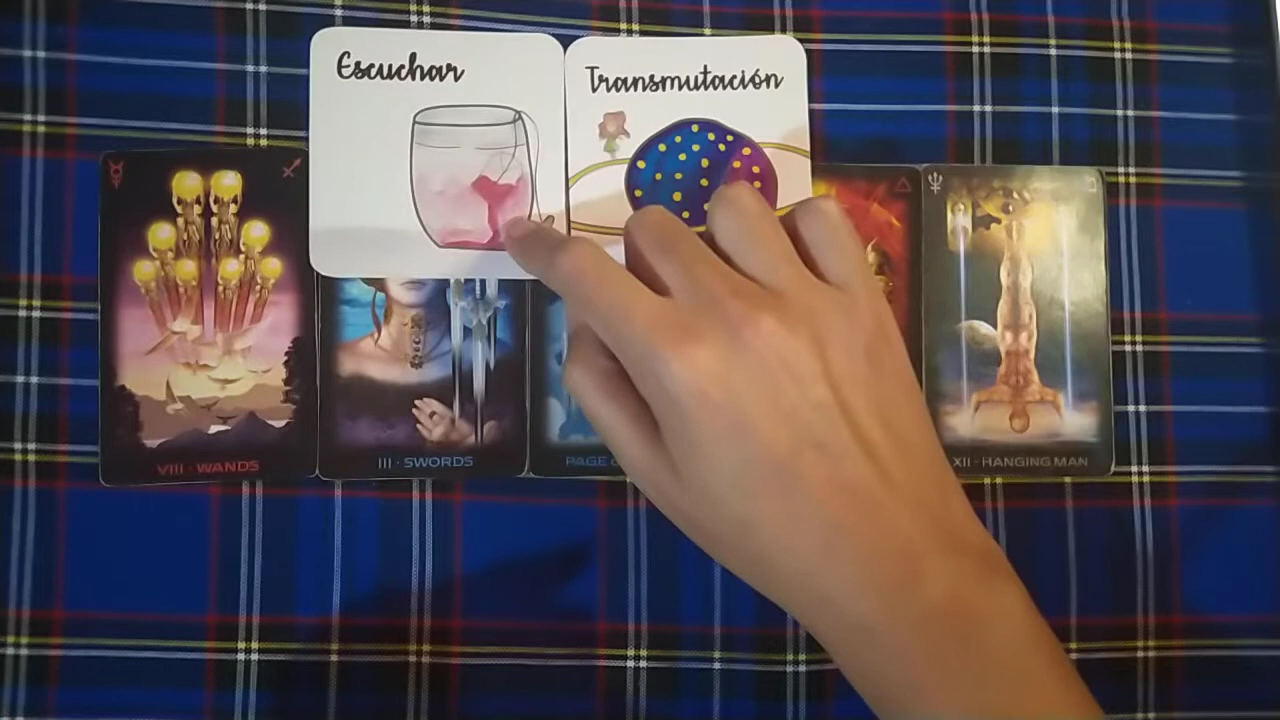 Escuchar
Transmutación
VIII · WANDS
III · SWORDS
PAGE
XII · HANGING MAN